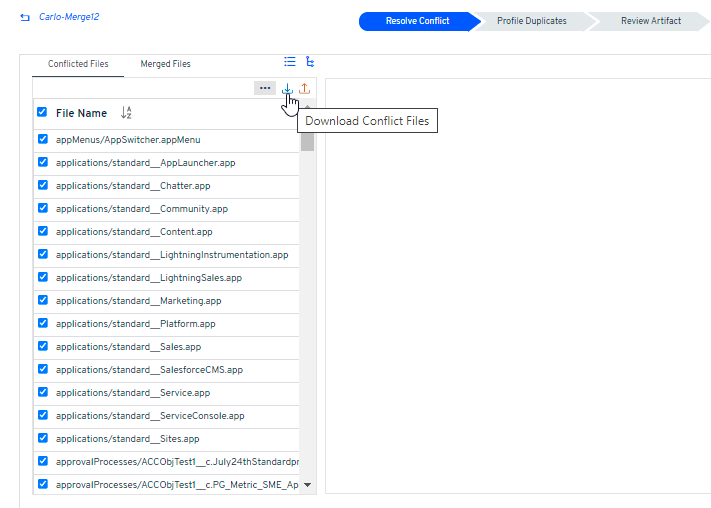 Carlo-Merge12
Resolve Conflict
Profile Duplicates
Review Artifact
Conflicted Files
Merged Files
Download Conflict Files
File Name
appMenus/AppSwitcher.appMenu
applications/standard__AppLauncher.app
applications/standard__Chatter.app
applications/standard__Community.app
applications/standard__Content.app
applications/standard__LightningInstrumentation.app
applications/standard__LightningSales.app
applications/standard__Marketing.app
applications/standard__Platform.app
applications/standard__Sales.app
applications/standard__SalesforceCMS.app
applications/standard__Service.app
applications/standard__ServiceConsole.app
applications/standard__Sites.app
approvalProcesses/ACCObjTest1__c.July24thStandardpr
approvalProcesses/ACCObjTest1__c.PG_Metric_SME_Ap